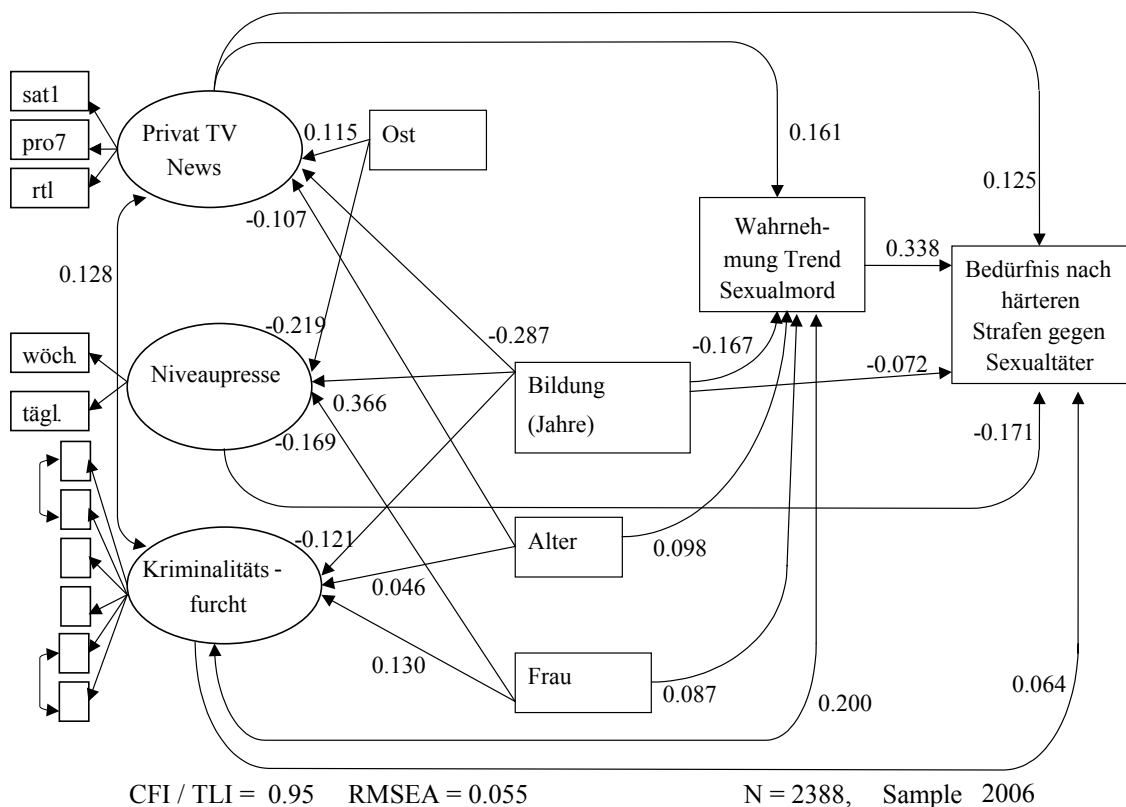 sat1
pro7
rtl
Privat TV
News
0.115
Ost
-0.107
0.161
0.125
0.128
Wahrneh-
mung Trend
Sexualmord
0.338
Bedürfnis nach
härteren
Strafen gegen
Sexualtäter
-0.219
-0.287
-0.167
-0.072
wöch.
tägl.
Niveaupresse
0.366
-0.169
Bildung
(Jahre)
-0.171
-0.121
Kriminalitäts -
furcht
0.046
Alter
0.098
0.130
Frau
0.087
0.200
0.064
CFI / TLI = 0.95 RMSEA = 0.055 N = 2388, Sample 2006